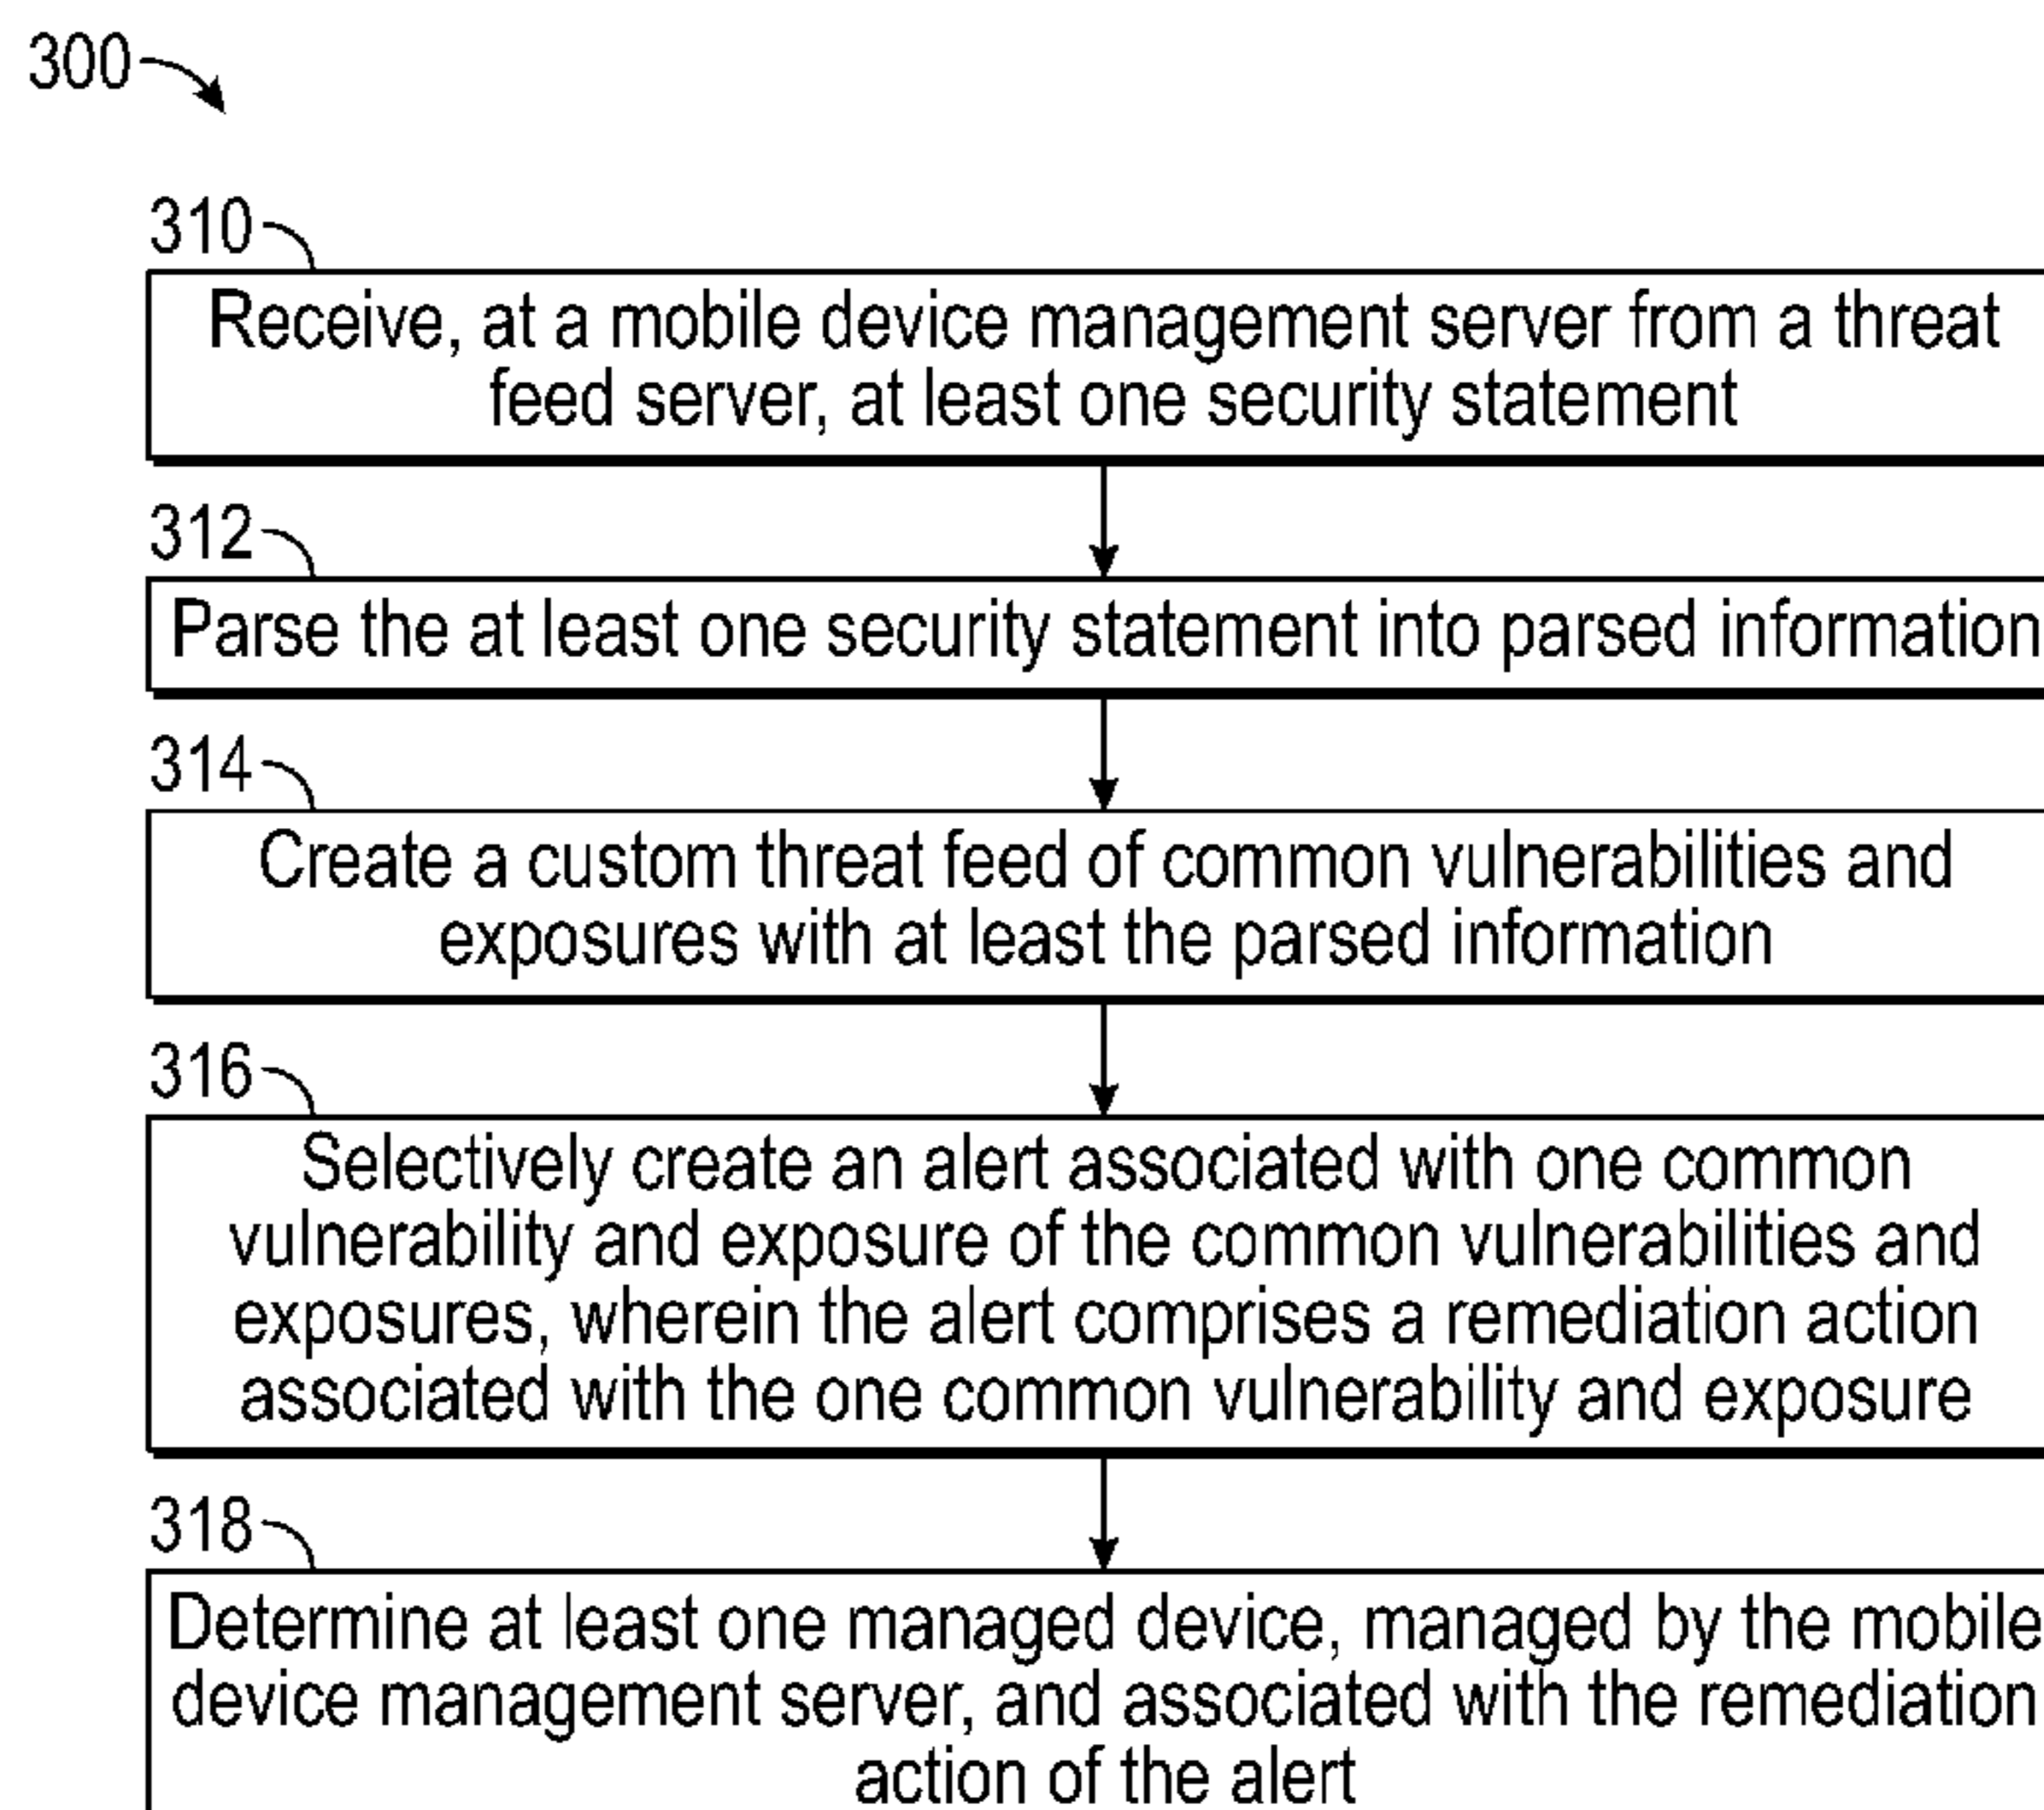 300
310
Receive, at a mobile device management server from a threat
feed server, at least one security statement
312
Parse the at least one security statement into parsed information
314
Create a custom threat feed of common vulnerabilities and
exposures with at least the parsed information
316
Selectively create an alert associated with one common
vulnerability and exposure of the common vulnerabilities and
exposures, wherein the alert comprises a remediation action
associated with the one common vulnerability and exposure
318
Determine at least one managed device, managed by the mobile
device management server, and associated with the remediation
action of the alert